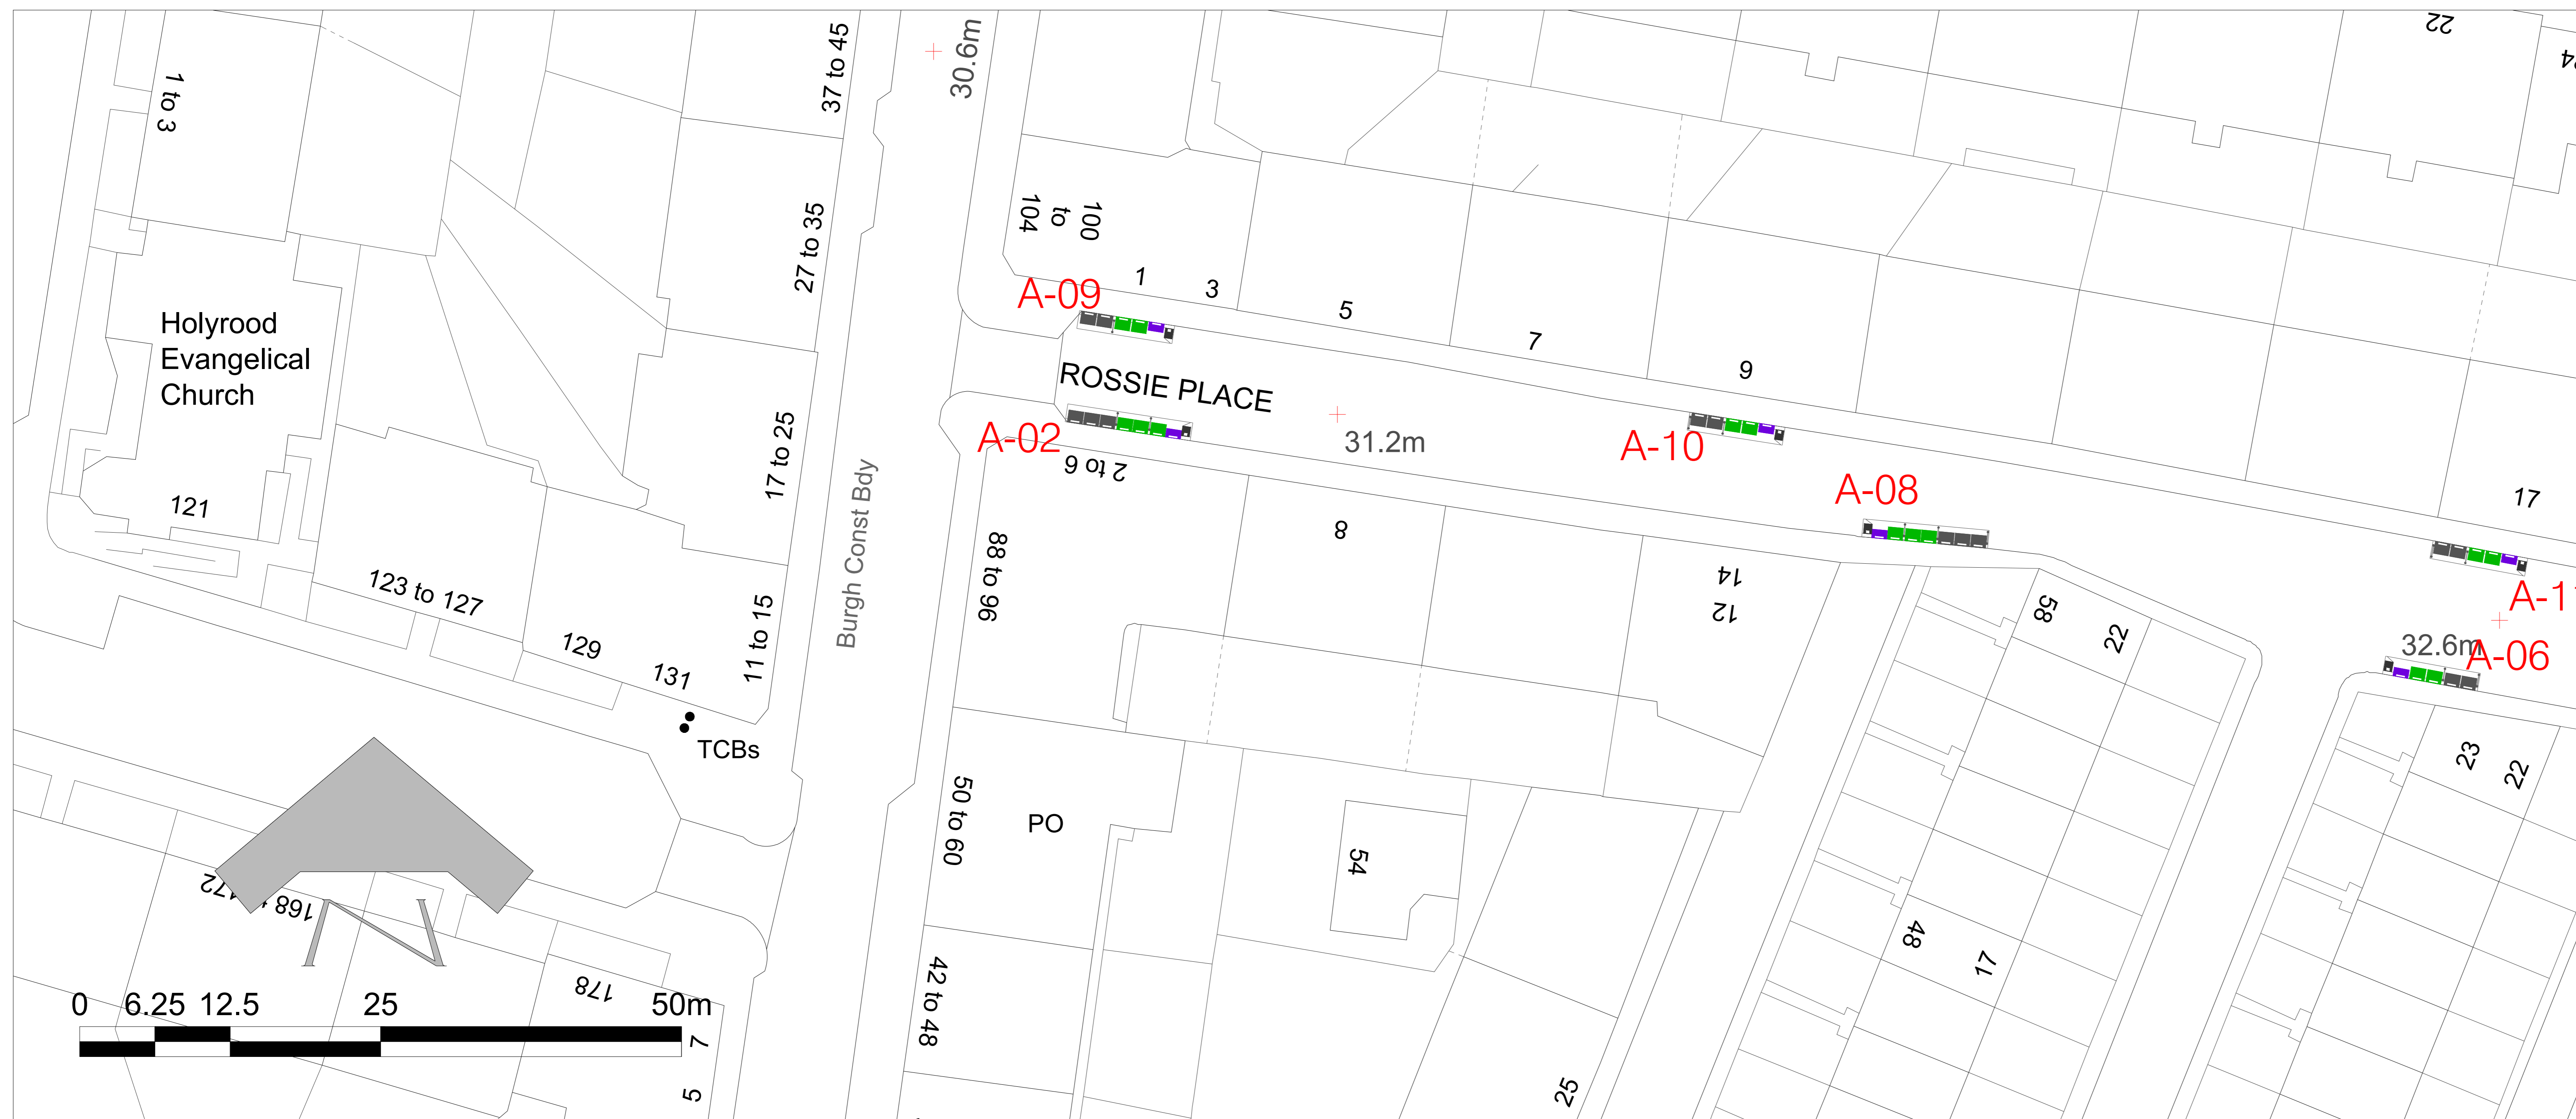 22
37 to 45
30.6m
1 to 3
100
to
104
27 to 35
1
3
A-09
5
Holyrood
Evangelical
Church
7
9
ROSSIE PLACE
A-02
31.2m
A-10
2 to 6
17 to 25
A-08
17
121
8
88 to 96
Burgh Const Bdy
14
12
A-1
123 to 127
58
22
129
11 to 15
32.6m
A-06
131
TCBs
23
22
50 to 60
PO
54
168
172
48
17
42 to 48
178
0 6.25 12.5 25 50m
7
5
25